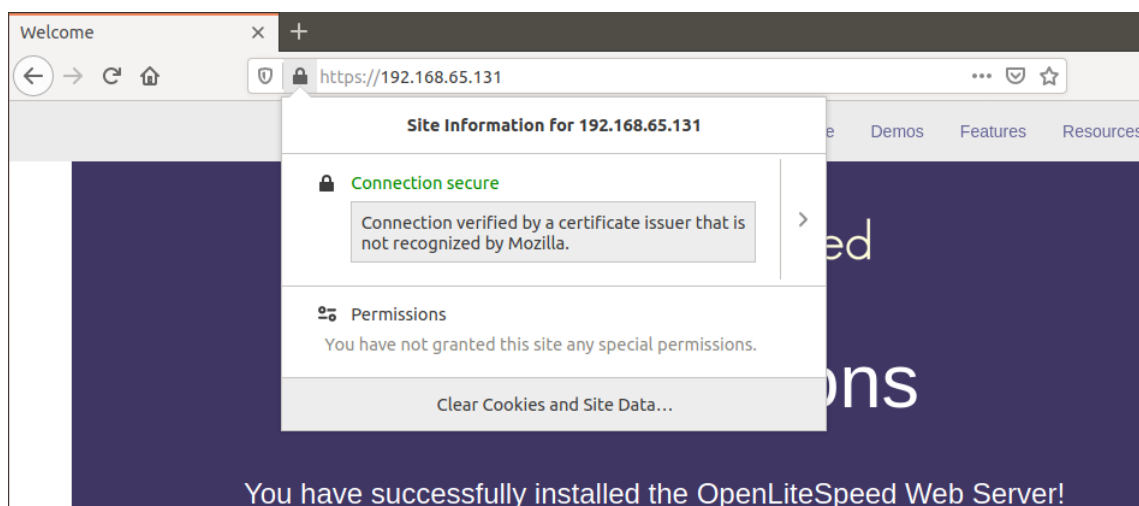 Welcome
https://192.168.65.131
Site Information for 192.168.65.131
e Demos Features Resources
Connection secure
Connection verified by a certificate issuer that is
not recognized by Mozilla.
ed
Permissions
You have not granted this site any special permissions.
ons
Clear Cookies and Site Data…
You have successfully installed the OpenLiteSpeed Web Server!